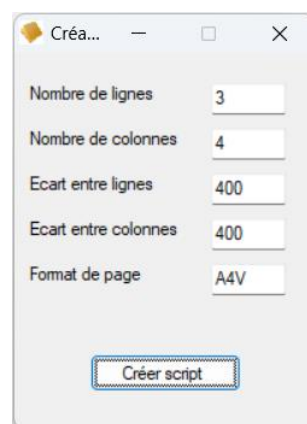 Créa...
Nombre de lignes 3
Nombre de colonnes 4
Ecart entre lignes 400
Ecart entre colonnes 400
Format de page A4V
Créer script